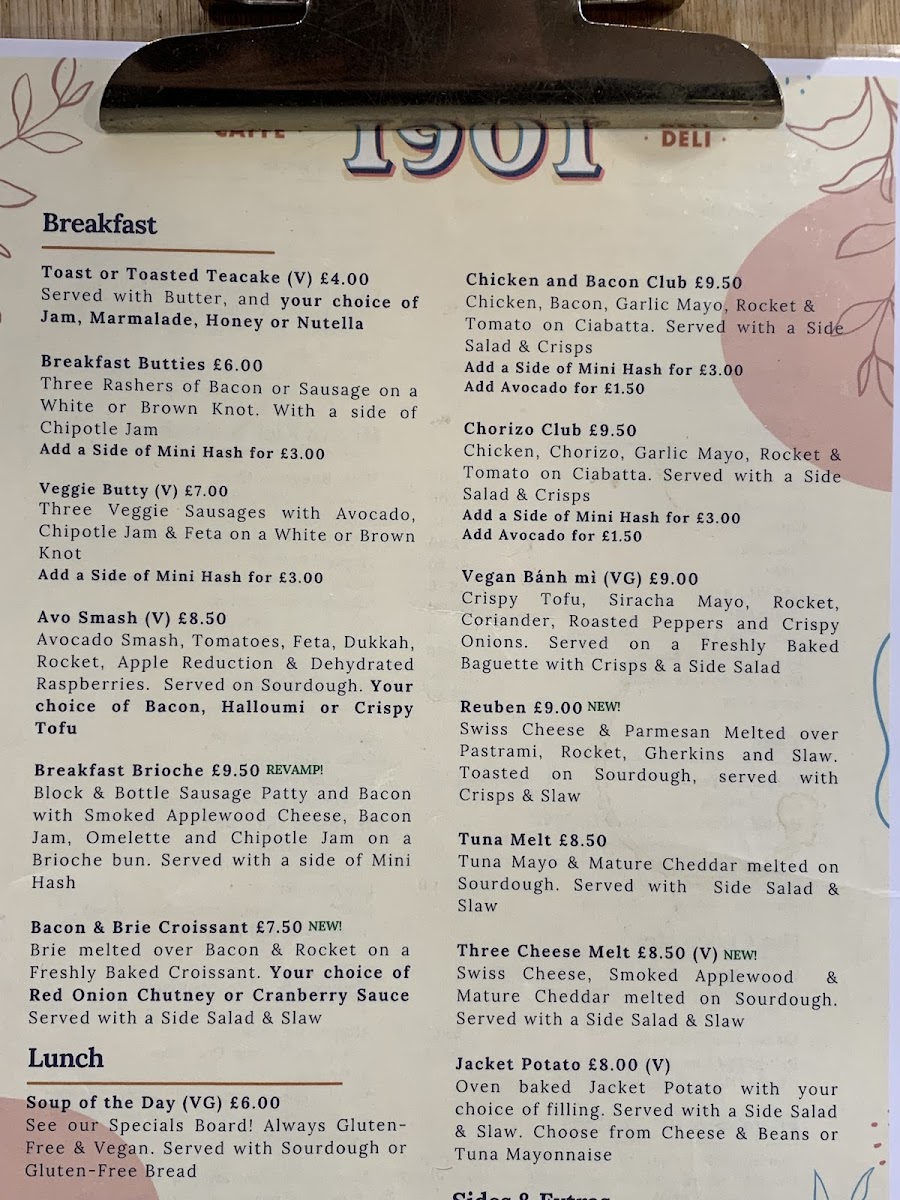 CAFFE
1901
· DELI ·
Breakfast
Toast or Toasted Teacake (V) £4.00
Served with Butter, and your choice of
Jam, Marmalade, Honey or Nutella
Breakfast Butties £6.00
Three Rashers of Bacon or Sausage on a
White or Brown Knot. With a side of
Chipotle Jam
Add a Side of Mini Hash for £3.00
Veggie Butty (V) £7.00
Three Veggie Sausages with Avocado,
Chipotle Jam & Feta on a White or Brown
Knot
Add a Side of Mini Hash for £3.00
Avo Smash (V) £8.50
Avocado Smash, Tomatoes, Feta, Dukkah,
Rocket, Apple Reduction & Dehydrated
Raspberries. Served on Sourdough. Your
choice of Bacon, Halloumi or Crispy
Tofu
Breakfast Brioche £9.50 REVAMP!
Block & Bottle Sausage Patty and Bacon
with Smoked Applewood Cheese, Bacon
Jam, Omelette and Chipotle Jam on a
Brioche bun. Served with a side of Mini
Hash
Bacon & Brie Croissant £7.50 NEW!
Brie melted over Bacon & Rocket on a
Freshly Baked Croissant. Your choice of
Red Onion Chutney or Cranberry Sauce
Served with a Side Salad & Slaw
Lunch
Soup of the Day (VG) £6.00
See our Specials Board! Always Gluten-
Free & Vegan. Served with Sourdough or
Gluten-Free Bread
Chicken and Bacon Club £9.50
Chicken, Bacon, Garlic Mayo, Rocket &
Tomato on Ciabatta. Served with a Side
Salad & Crisps
Add a Side of Mini Hash for £3.00
Add Avocado for £1.50
Chorizo Club £9.50
Chicken, Chorizo, Garlic Mayo, Rocket &
Tomato on Ciabatta. Served with a Side
Salad & Crisps
Add a Side of Mini Hash for £3.00
Add Avocado for £1.50
Vegan Bánh mì (VG) £9.00
Crispy Tofu, Siracha Mayo, Rocket,
Coriander, Roasted Peppers and Crispy
Onions. Served on a Freshly Baked
Baguette with Crisps & a Side Salad
Reuben £9.00 NEW!
Swiss Cheese & Parmesan Melted over
Pastrami, Rocket, Gherkins and Slaw.
Toasted on Sourdough, served with
Crisps & Slaw
Tuna Melt £8.50
Tuna Mayo & Mature Cheddar melted on
Sourdough. Served with Side Salad &
Slaw
Three Cheese Melt £8.50 (V) NEW!
Swiss Cheese, Smoked Applewood &
Mature Cheddar melted on Sourdough.
Served with a Side Salad & Slaw
Jacket Potato £8.00 (V)
Oven baked Jacket Potato with your
choice of filling. Served with a Side Salad
& Slaw. Choose from Cheese & Beans or
Tuna Mayonnaise
Sides & Extras